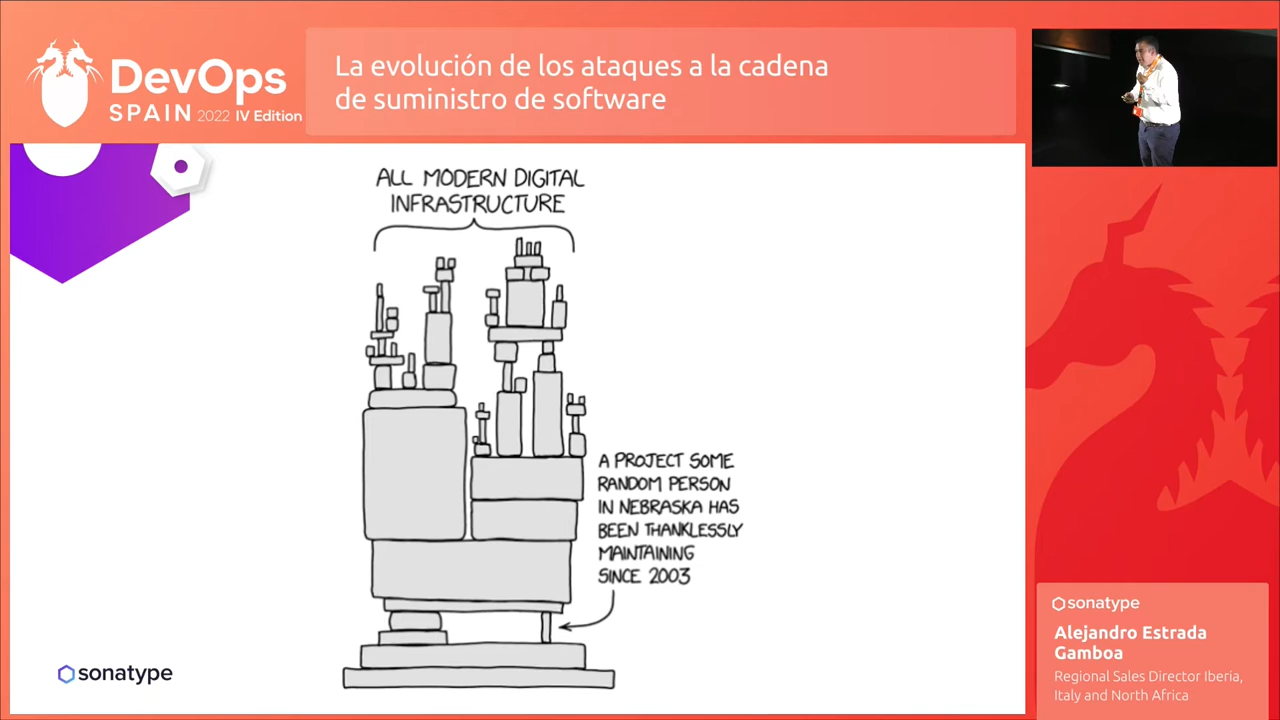 DevOps
SPAIN 2022 IV Edition
La evolución de los ataques a la cadena
de suministro de software
ALL MODERN DIGITAL
INFRASTRUCTURE
A PROJECT SOME
RANDOM PERSON
IN NEBRASKA HAS
BEEN THANKLESSLY
MAINTAINING
SINCE 2003
sonatype
sonatype
Alejandro Estrada
Gamboa
Regional Sales Director Iberia,
Italy and North Africa